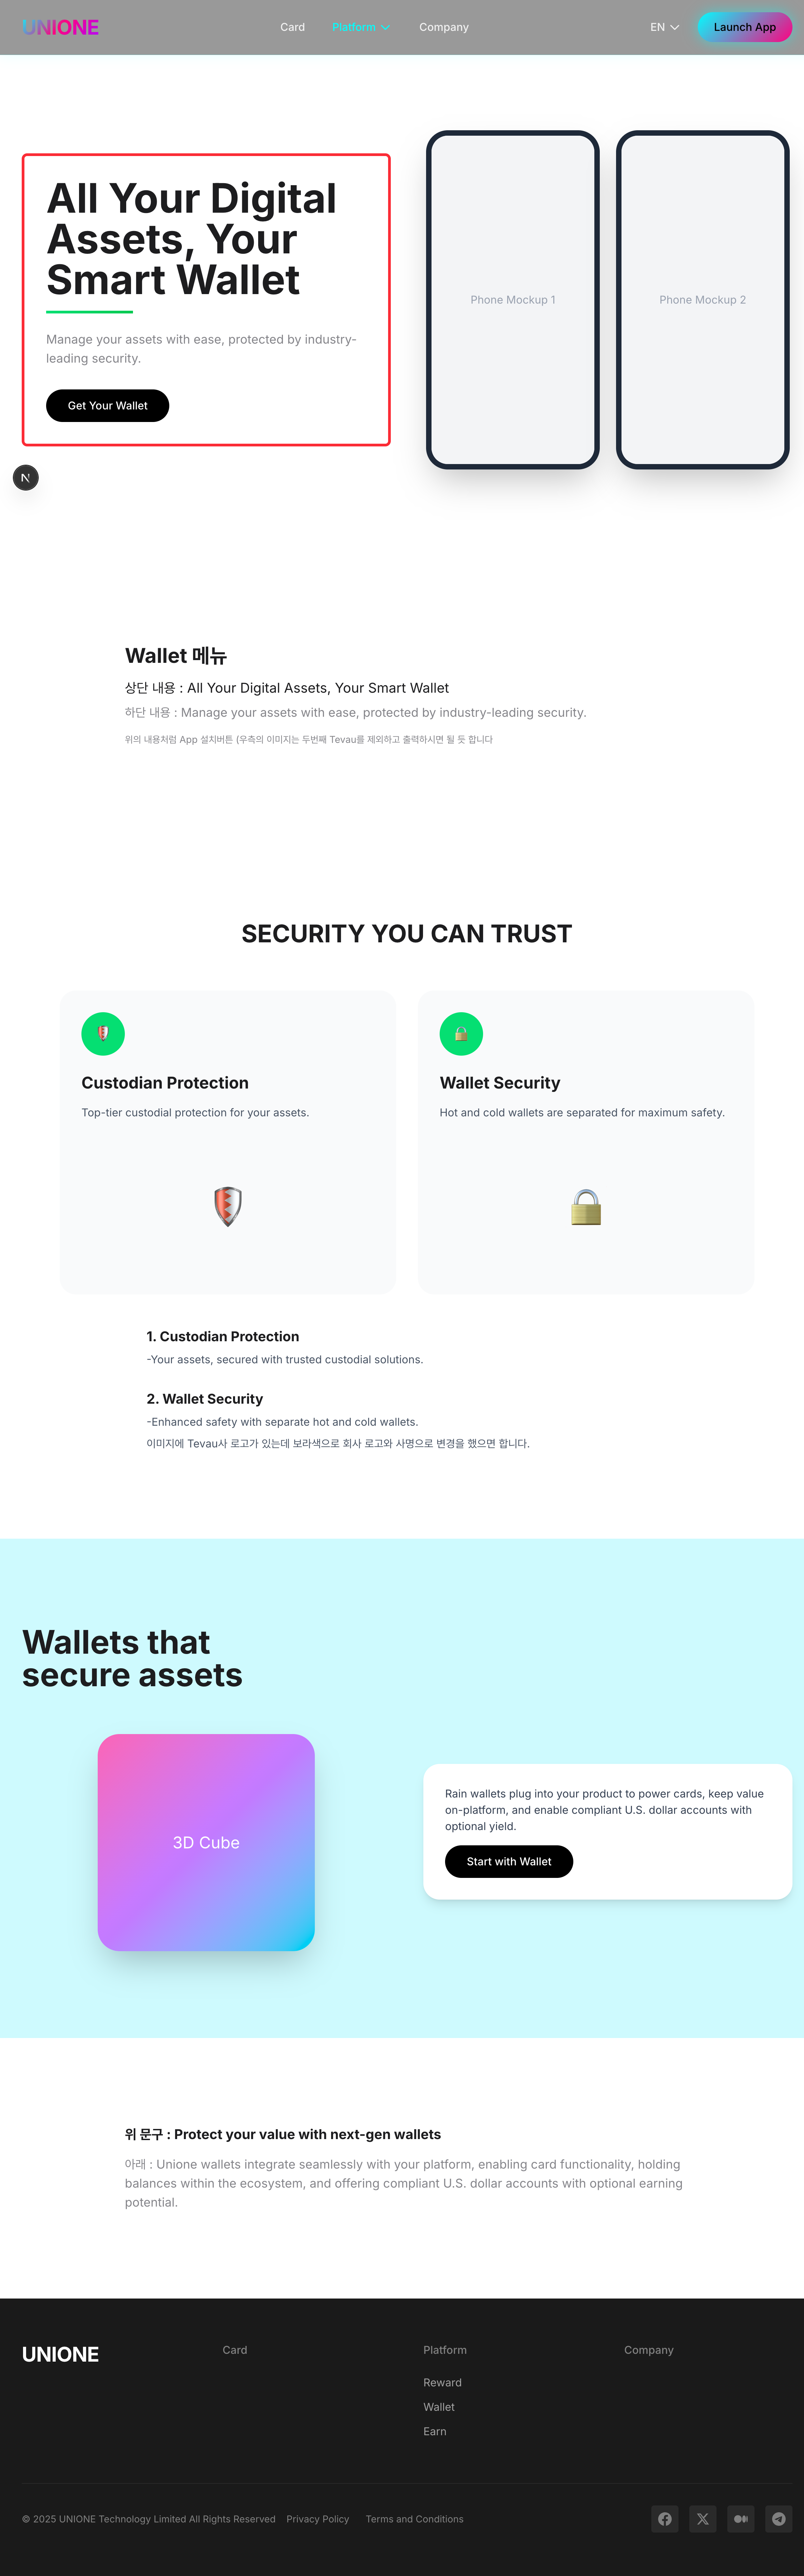 UNIONE
Card
Platform
Company
EN
Launch App
All Your Digital
Assets, Your
Smart Wallet
Manage your assets with ease, protected by industry-
leading security.
Get Your Wallet
Phone Mockup 1
Phone Mockup 2
N
Wallet 메뉴
상단 내용 : All Your Digital Assets, Your Smart Wallet
하단 내용 : Manage your assets with ease, protected by industry-leading security.
위의 내용처럼 App 설치버튼 (우측의 이미지는 두번째 Tevau를 제외하고 출력하시면 될 듯 합니다
SECURITY YOU CAN TRUST
Custodian Protection
Top-tier custodial protection for your assets.
Wallet Security
Hot and cold wallets are separated for maximum safety.
1. Custodian Protection
-Your assets, secured with trusted custodial solutions.
2. Wallet Security
-Enhanced safety with separate hot and cold wallets.
이미지에 Tevau사 로고가 있는데 보라색으로 회사 로고와 사명으로 변경을 했으면 합니다.
Wallets that
secure assets
3D Cube
Rain wallets plug into your product to power cards, keep value
on-platform, and enable compliant U.S. dollar accounts with
optional yield.
Start with Wallet
위 문구 : Protect your value with next-gen wallets
아래 : Unione wallets integrate seamlessly with your platform, enabling card functionality, holding
balances within the ecosystem, and offering compliant U.S. dollar accounts with optional earning
potential.
UNIONE
Card
Platform
Reward
Wallet
Earn
Company
© 2025 UNIONE Technology Limited All Rights Reserved
Privacy Policy
Terms and Conditions